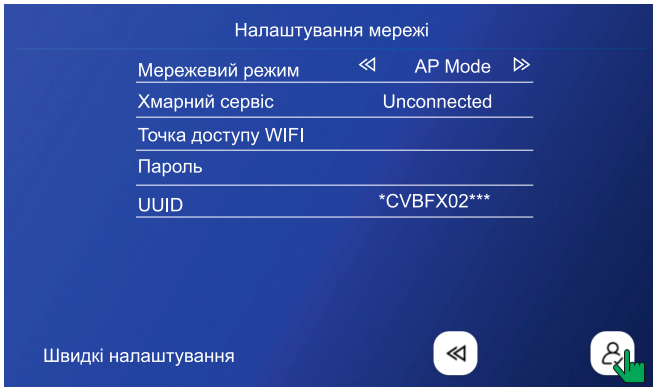 Налаштування мережі
Мережевий режим AP Mode
Хмарний сервіс Unconnected
Точка доступу WIFI
Пароль
UUID *CVBFX02***
Швидкі налаштування